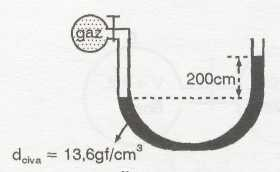 gaz
200cm
d_civa = 13,6gf/cm³